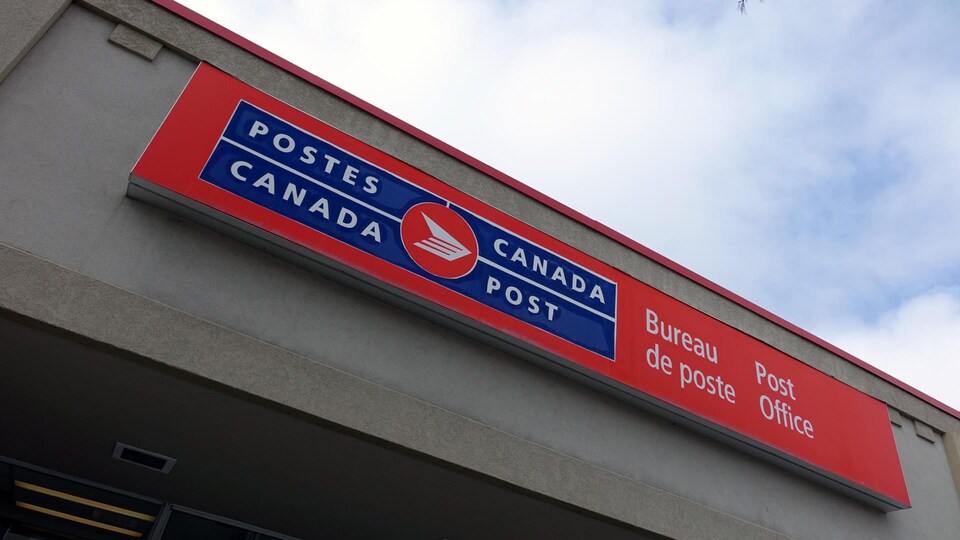 POSTES
CANADA
CANADA
POST
Bureau
de poste
Post
Office